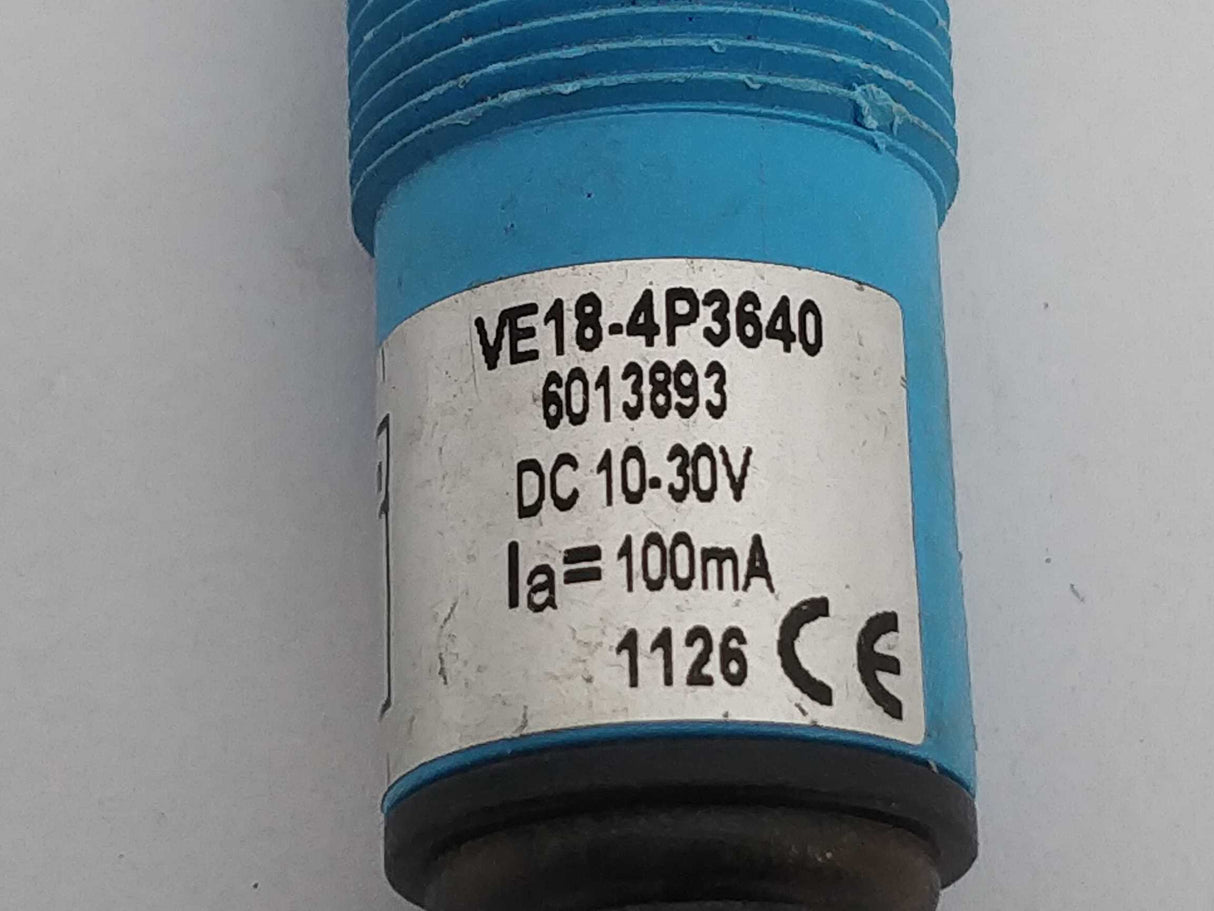 VE18-4P3640
6013893
DC 10-30V
Ia= 100mA
1126 CE